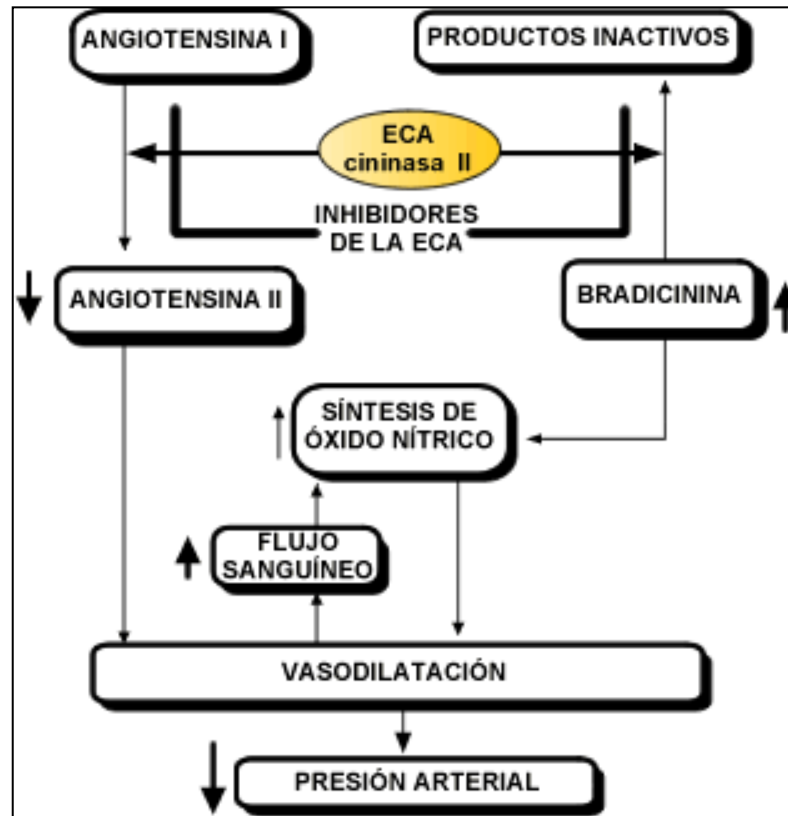 ANGIOTENSINA I
PRODUCTOS INACTIVOS
ECA
cininasa II
INHIBIDORES
DE LA ECA
ANGIOTENSINA II
BRADICININA
SÍNTESIS DE
ÓXIDO NÍTRICO
FLUJO
SANGUÍNEO
VASODILATACIÓN
PRESIÓN ARTERIAL